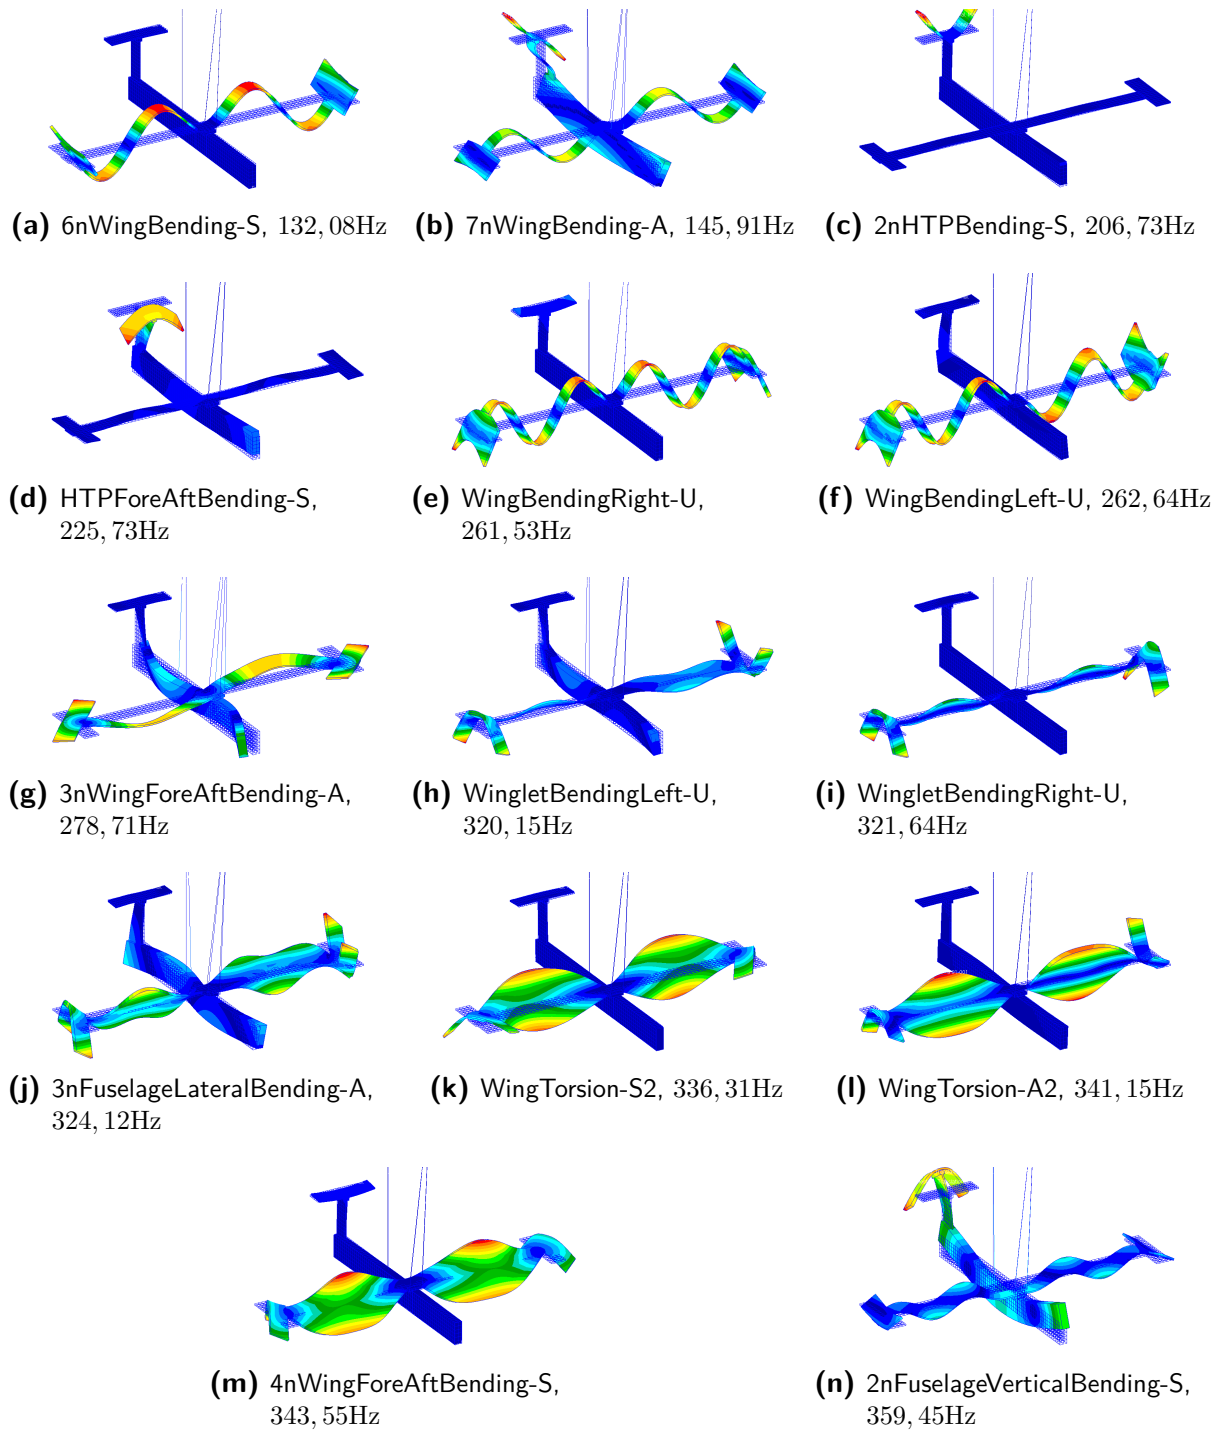 (a) 6nWingBending-S, 132, 08Hz
(b) 7nWingBending-A, 145, 91Hz
(c) 2nHTPBending-S, 206, 73Hz
(d) HTPForeAftBending-S,
225, 73Hz
(e) WingBendingRight-U,
261, 53Hz
(f) WingBendingLeft-U, 262, 64Hz
(g) 3nWingForeAftBending-A,
278, 71Hz
(h) WingletBendingLeft-U,
320, 15Hz
(i) WingletBendingRight-U,
321, 64Hz
(j) 3nFuselageLateralBending-A,
324, 12Hz
(k) WingTorsion-S2, 336, 31Hz
(l) WingTorsion-A2, 341, 15Hz
(m) 4nWingForeAftBending-S,
343, 55Hz
(n) 2nFuselageVerticalBending-S,
359, 45Hz